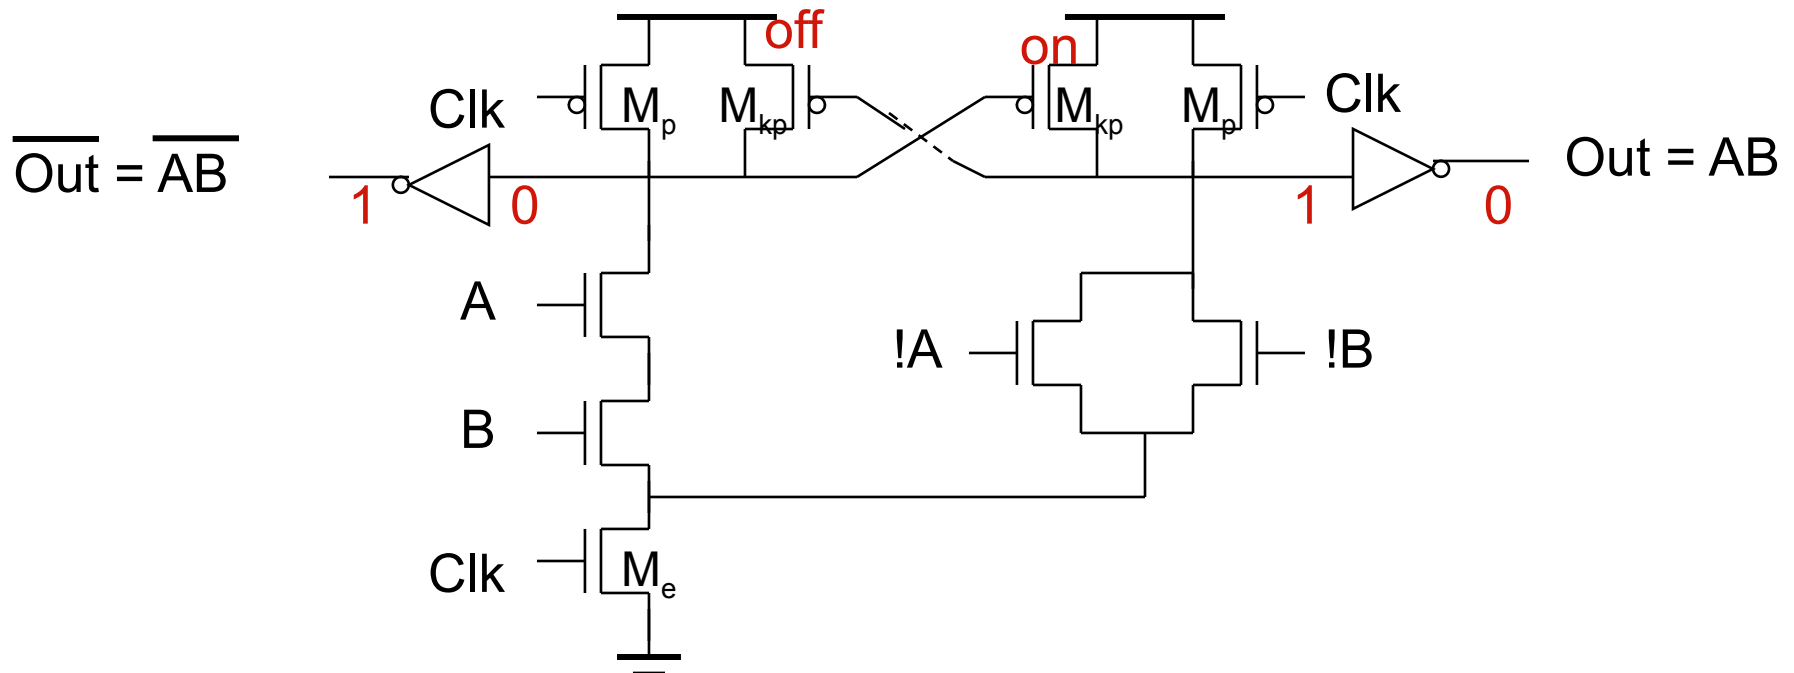 off
on
Clk
Mp
Mkp
Mkp
Mp
Clk
Out = AB
1
0
1
0
Out = AB
A
!A
!B
B
Clk
Me